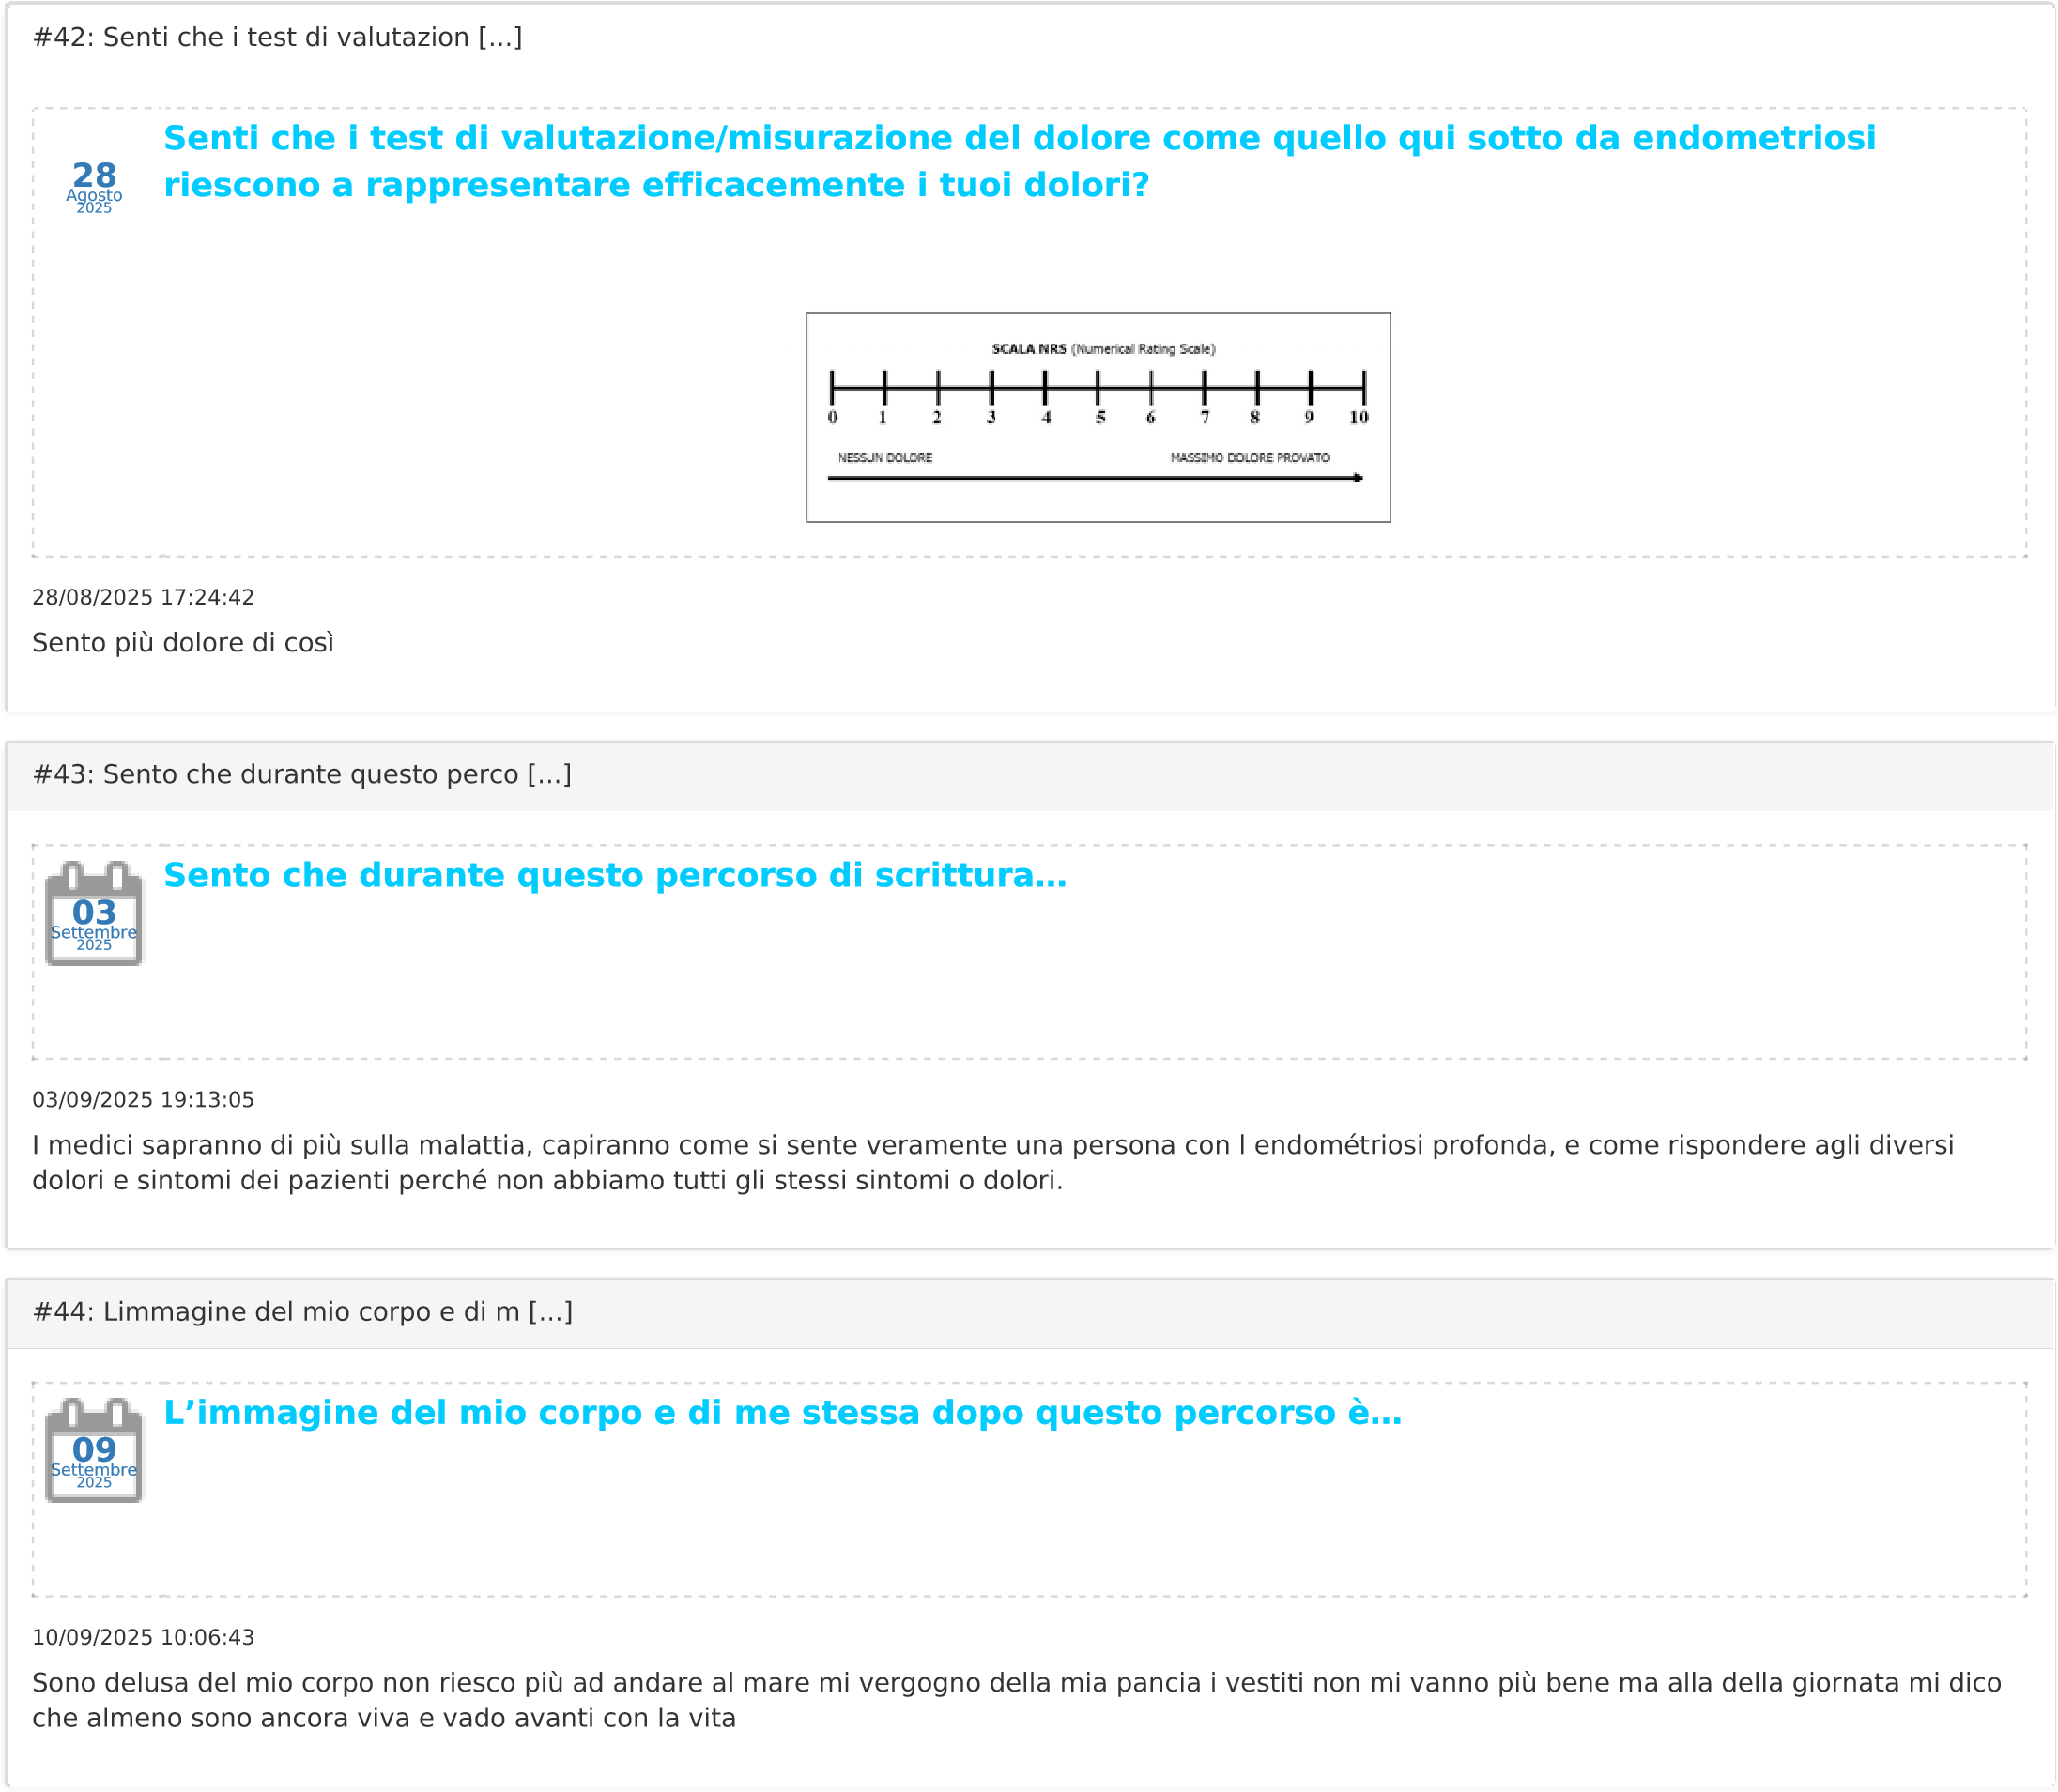 #42: Senti che i test di valutazion [...]
Senti che i test di valutazione/misurazione del dolore come quello qui sotto da endometriosi
riescono a rappresentare efficacemente i tuoi dolori?
28
Agosto
2025
SCALA NRS (Numerical Rating Scale)
0 1 2 3 4 5 6 7 8 9 10
NESSUN DOLORE MASSIMO DOLORE PROVATO
28/08/2025 17:24:42
Sento più dolore di così
#43: Sento che durante questo perco [...]
Sento che durante questo percorso di scrittura...
03
Settembre
2025
03/09/2025 19:13:05
I medici sapranno di più sulla malattia, capiranno come si sente veramente una persona con l endométriosi profonda, e come rispondere agli diversi
dolori e sintomi dei pazienti perché non abbiamo tutti gli stessi sintomi o dolori.
#44: Limmagine del mio corpo e di m [...]
L’immagine del mio corpo e di me stessa dopo questo percorso è...
09
Settembre
2025
10/09/2025 10:06:43
Sono delusa del mio corpo non riesco più ad andare al mare mi vergogno della mia pancia i vestiti non mi vanno più bene ma alla della giornata mi dico
che almeno sono ancora viva e vado avanti con la vita